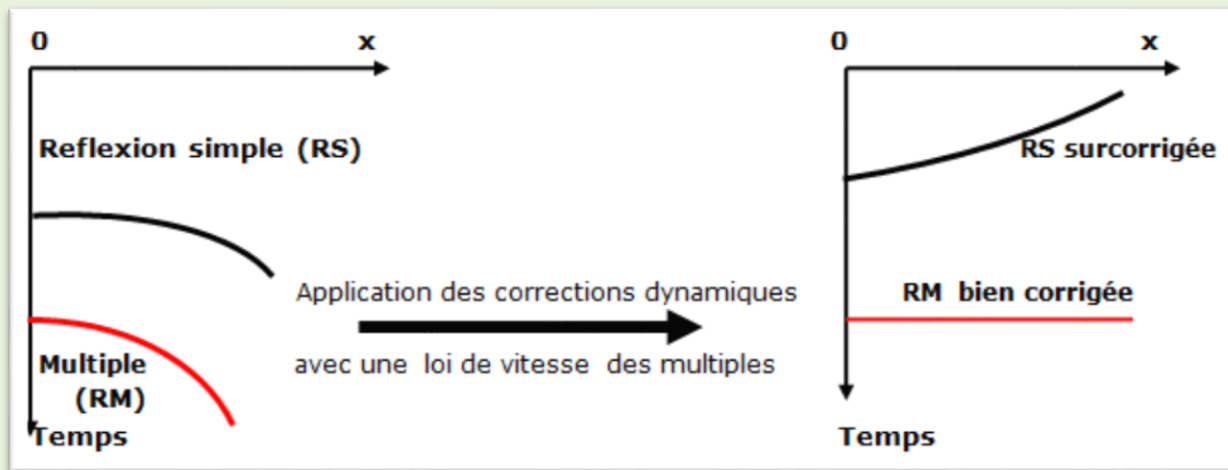 0 x
Reflexion simple (RS)
Multiple
(RM)
Temps
Application des corrections dynamiques
avec une loi de vitesse des multiples
0 x
RS surcorrigée
RM bien corrigée
Temps